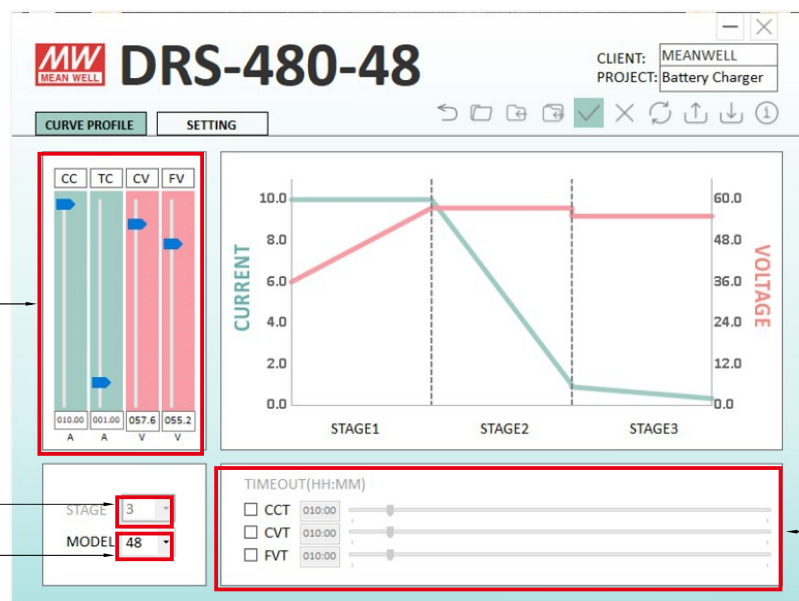 MW
MEAN WELL
DRS-480-48
CLIENT: MEANWELL
PROJECT: Battery Charger
CURVE PROFILE SETTING
CC TC CV FV
010.00 001.00 057.6 055.2
A A V V
CURRENT
10.0
8.0
6.0
4.0
2.0
0.0
60.0
48.0
36.0
24.0
12.0
0.0
VOLTAGE
STAGE1 STAGE2 STAGE3
STAGE 3
MODEL 48
TIMEOUT(HH:MM)
CCT 010:00
CVT 010:00
FVT 010:00